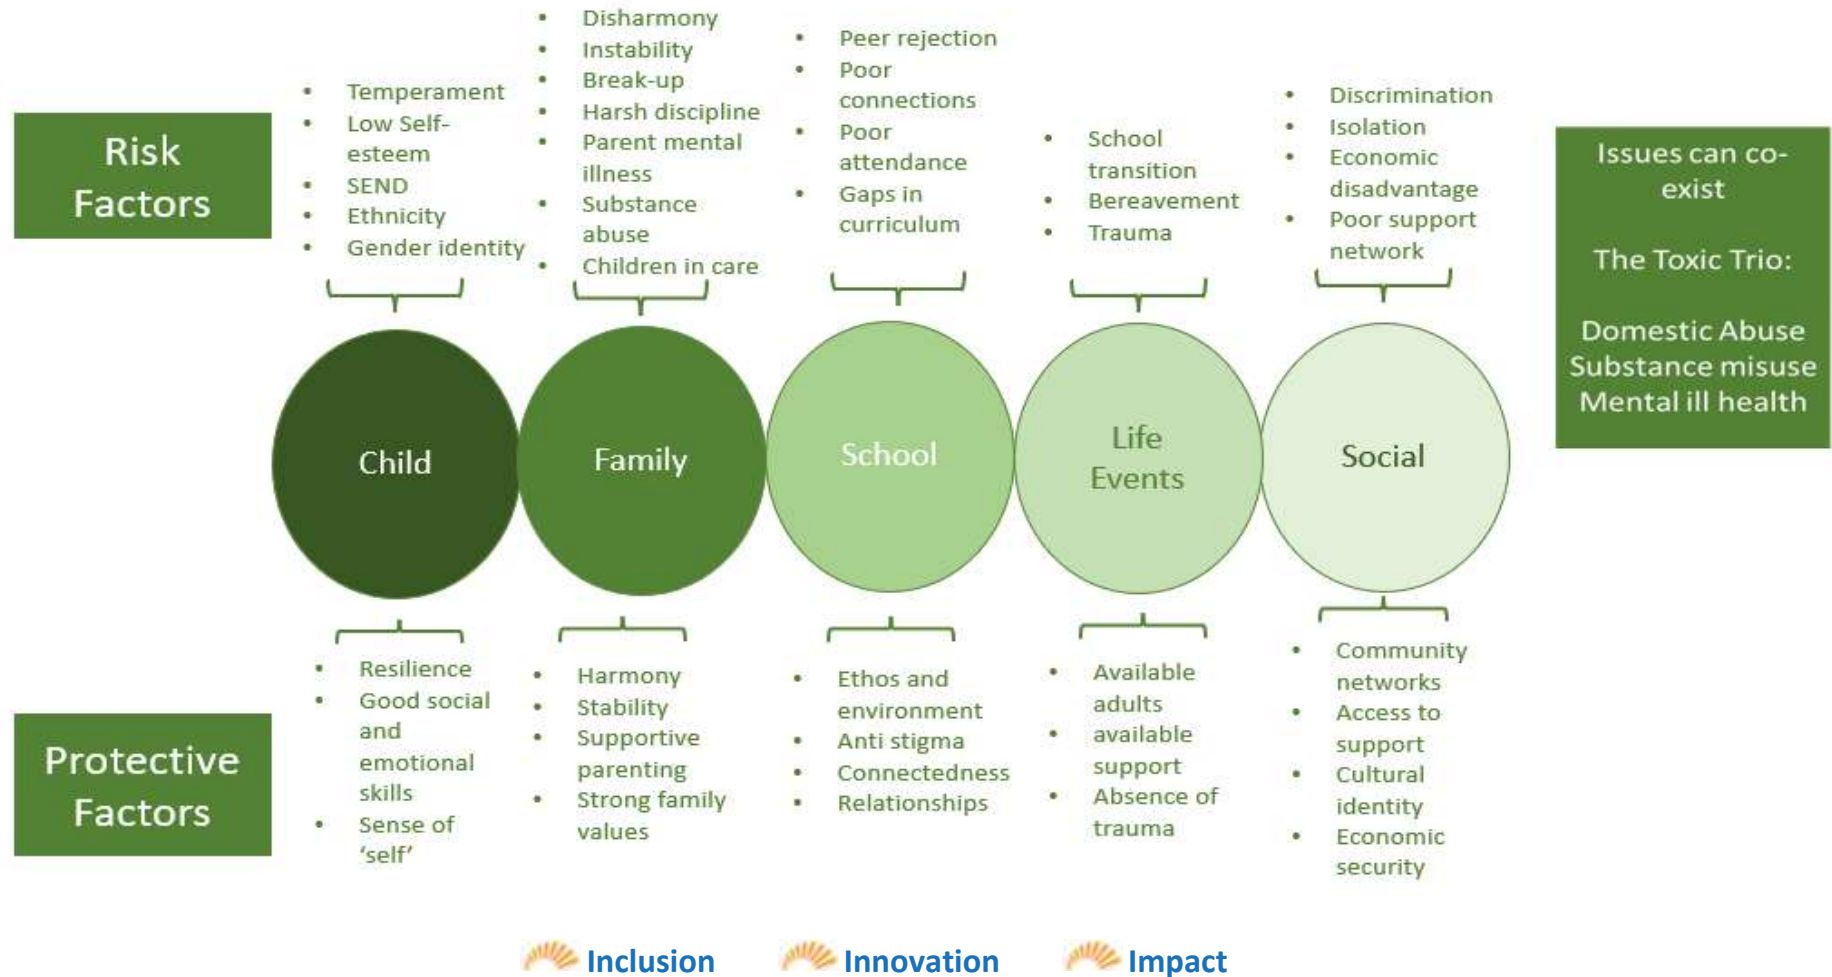 Risk
Factors
Temperament
Low Self-
esteem
SEND
Ethnicity
Gender identity
Disharmony
Instability
Break-up
Harsh discipline
Parent mental
illness
Substance
abuse
Children in care
Peer rejection
Poor
connections
Poor
attendance
Gaps in
curriculum
School
transition
Bereavement
Trauma
Discrimination
Isolation
Economic
disadvantage
Poor support
network
Issues can co-
exist
The Toxic Trio:
Domestic Abuse
Substance misuse
Mental ill health
Child
Family
School
Life
Events
Social
Protective
Factors
Resilience
Good social
and
emotional
skills
Sense of
‘self’
Harmony
Stability
Supportive
parenting
Strong family
values
Ethos and
environment
Anti stigma
Connectedness
Relationships
Available
adults
available
support
Absence of
trauma
Community
networks
Access to
support
Cultural
identity
Economic
security
Inclusion
Innovation
Impact